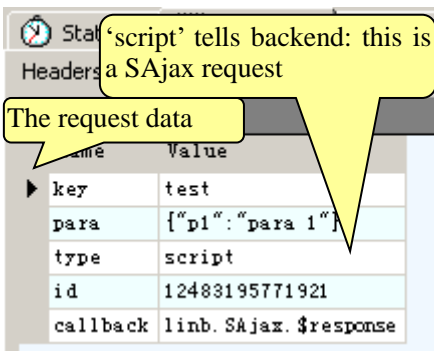 Stat
'script' tells backend: this is
a SAjax request
Headers
The request data
Name Value
key test
para {"p1":"para 1"}
type script
id 12483195771921
callback linb.SAjax.$response